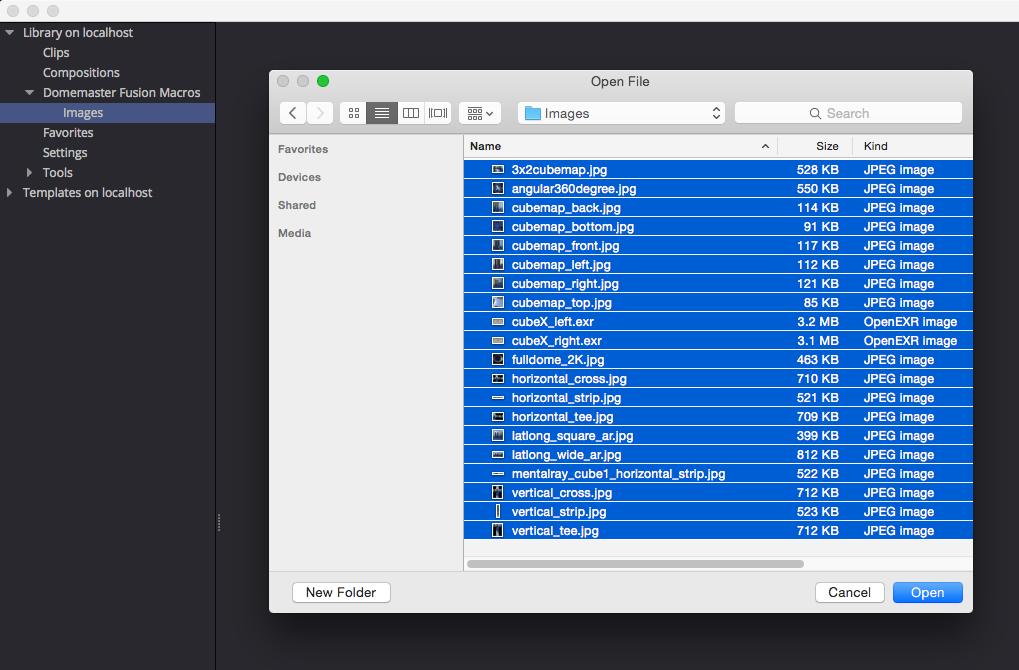 Library on localhost
Clips
Compositions
Domemaster Fusion Macros
Images
Favorites
Settings
Tools
Templates on localhost
Open File
Images
Search
Favorites
Devices
Shared
Media
Name Size Kind
3x2cubemap.jpg 528 KB JPEG image
angular360degree.jpg 550 KB JPEG image
cubemap_back.jpg 114 KB JPEG image
cubemap_bottom.jpg 91 KB JPEG image
cubemap_front.jpg 117 KB JPEG image
cubemap_left.jpg 112 KB JPEG image
cubemap_right.jpg 121 KB JPEG image
cubemap_top.jpg 85 KB JPEG image
cubeX_left.exr 3.2 MB OpenEXR image
cubeX_right.exr 3.1 MB OpenEXR image
fulldome_2K.jpg 463 KB JPEG image
horizontal_cross.jpg 710 KB JPEG image
horizontal_strip.jpg 521 KB JPEG image
horizontal_tee.jpg 709 KB JPEG image
latlong_square_ar.jpg 399 KB JPEG image
latlong_wide_ar.jpg 812 KB JPEG image
mentalray_cube1_horizontal_strip.jpg 522 KB JPEG image
vertical_cross.jpg 712 KB JPEG image
vertical_strip.jpg 523 KB JPEG image
vertical_tee.jpg 712 KB JPEG image
New Folder Cancel Open